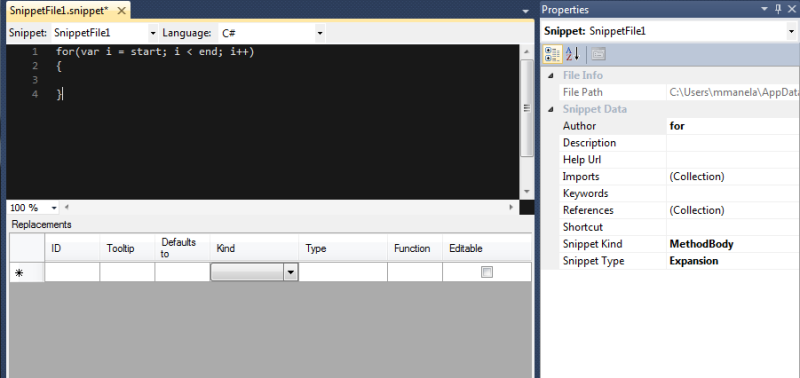 SnippetFile1.snippet*
Snippet: SnippetFile1 Language: C#
1 for(var i = start; i < end; i++)
2 {
3
4 }
100 %
Replacements
ID Tooltip Defaults to Kind Type Function Editable
Properties
Snippet: SnippetFile1
File Info
File Path C:\Users\mmanela\AppData
Snippet Data
Author for
Description
Help Url
Imports (Collection)
Keywords
References (Collection)
Shortcut
Snippet Kind MethodBody
Snippet Type Expansion